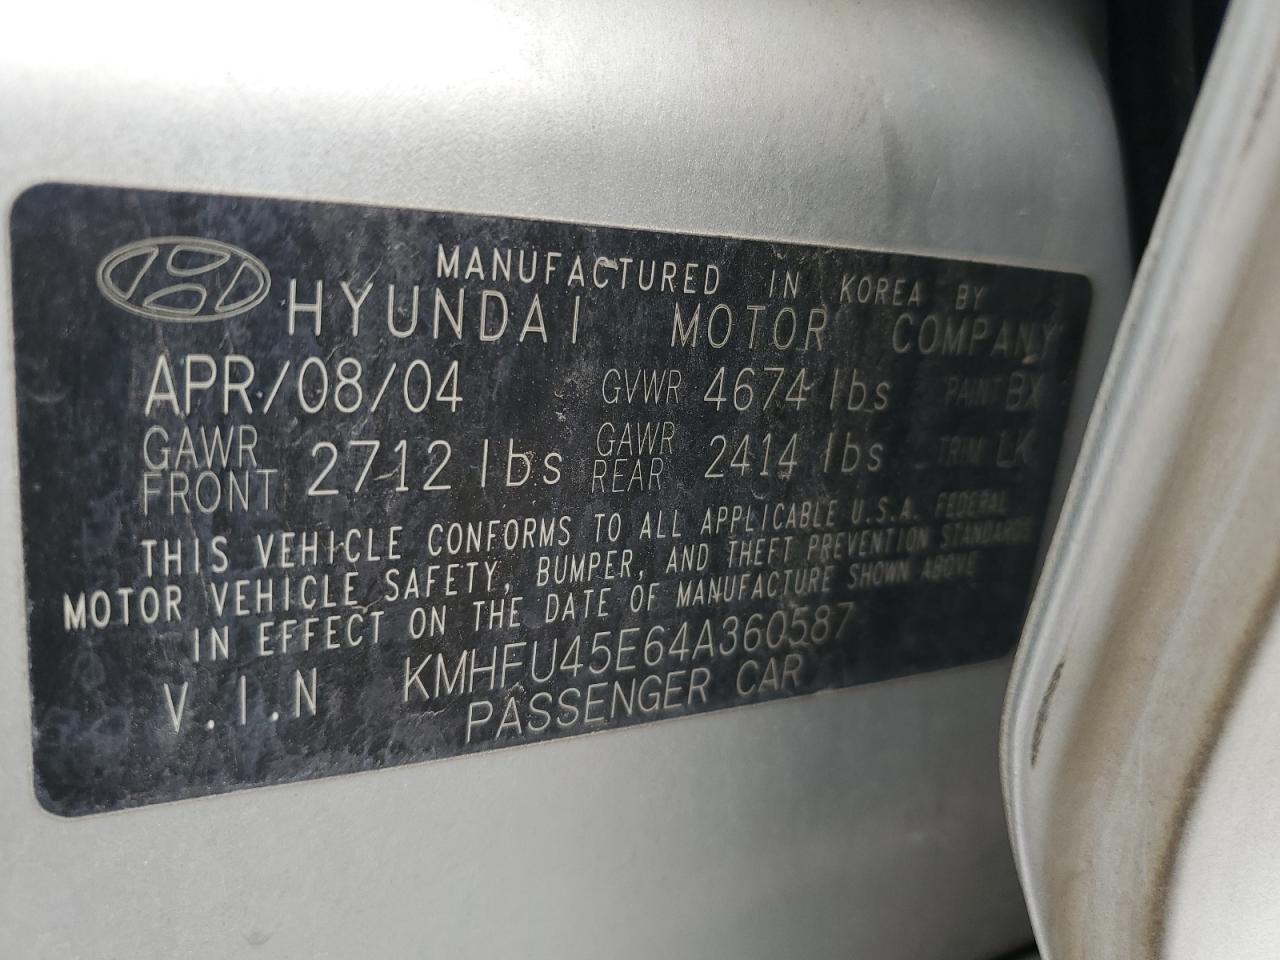 MANUFACTURED IN KOREA BY
HYUNDAI MOTOR COMPANY
APR/08/04 GVWR 4674 lbs PAINT BX
GAWR FRONT 2712 lbs GAWR REAR 2414 lbs TRIM LK
THIS VEHICLE CONFORMS TO ALL APPLICABLE U.S.A. FEDERAL
MOTOR VEHICLE SAFETY, BUMPER, AND THEFT PREVENTION STANDARDS
IN EFFECT ON THE DATE OF MANUFACTURE SHOWN ABOVE
V.I.N KMHFU45E64A360587
PASSENGER CAR